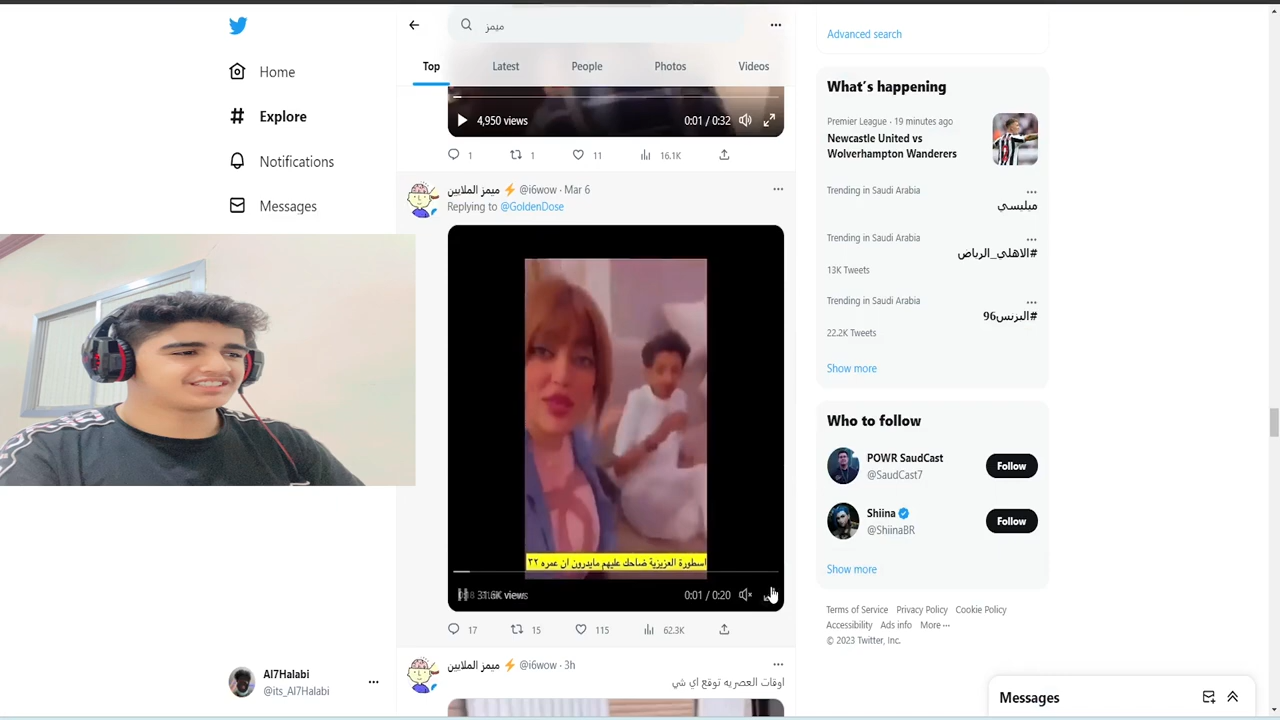 Home
Explore
Notifications
Messages
Al7Halabi
@its_Al7Halabi
ميمز
Top
Latest
People
Photos
Videos
4,950 views
0:01 / 0:32
1
1
11
16.1K
ميمز الملايين ⚡ @i6wow · Mar 6
Replying to @GoldenDose
اسطورة العزيزية ضاحك عليهم مايدرون ان عمره ٣٢
31.6K views
0:01 / 0:20
17
15
115
62.3K
ميمز الملايين ⚡ @i6wow · 3h
اوقات العصريه توقع اي شي
Advanced search
What's happening
Premier League · 19 minutes ago
Newcastle United vs
Wolverhampton Wanderers
Trending in Saudi Arabia
ميليسي
Trending in Saudi Arabia
#الاهلي_الرياض
13K Tweets
Trending in Saudi Arabia
#البزنس96
22.2K Tweets
Show more
Who to follow
POWR SaudCast
@SaudCast7
Follow
Shiina
@ShiinaBR
Follow
Show more
Terms of Service Privacy Policy Cookie Policy
Accessibility Ads info More ···
© 2023 Twitter, Inc.
Messages